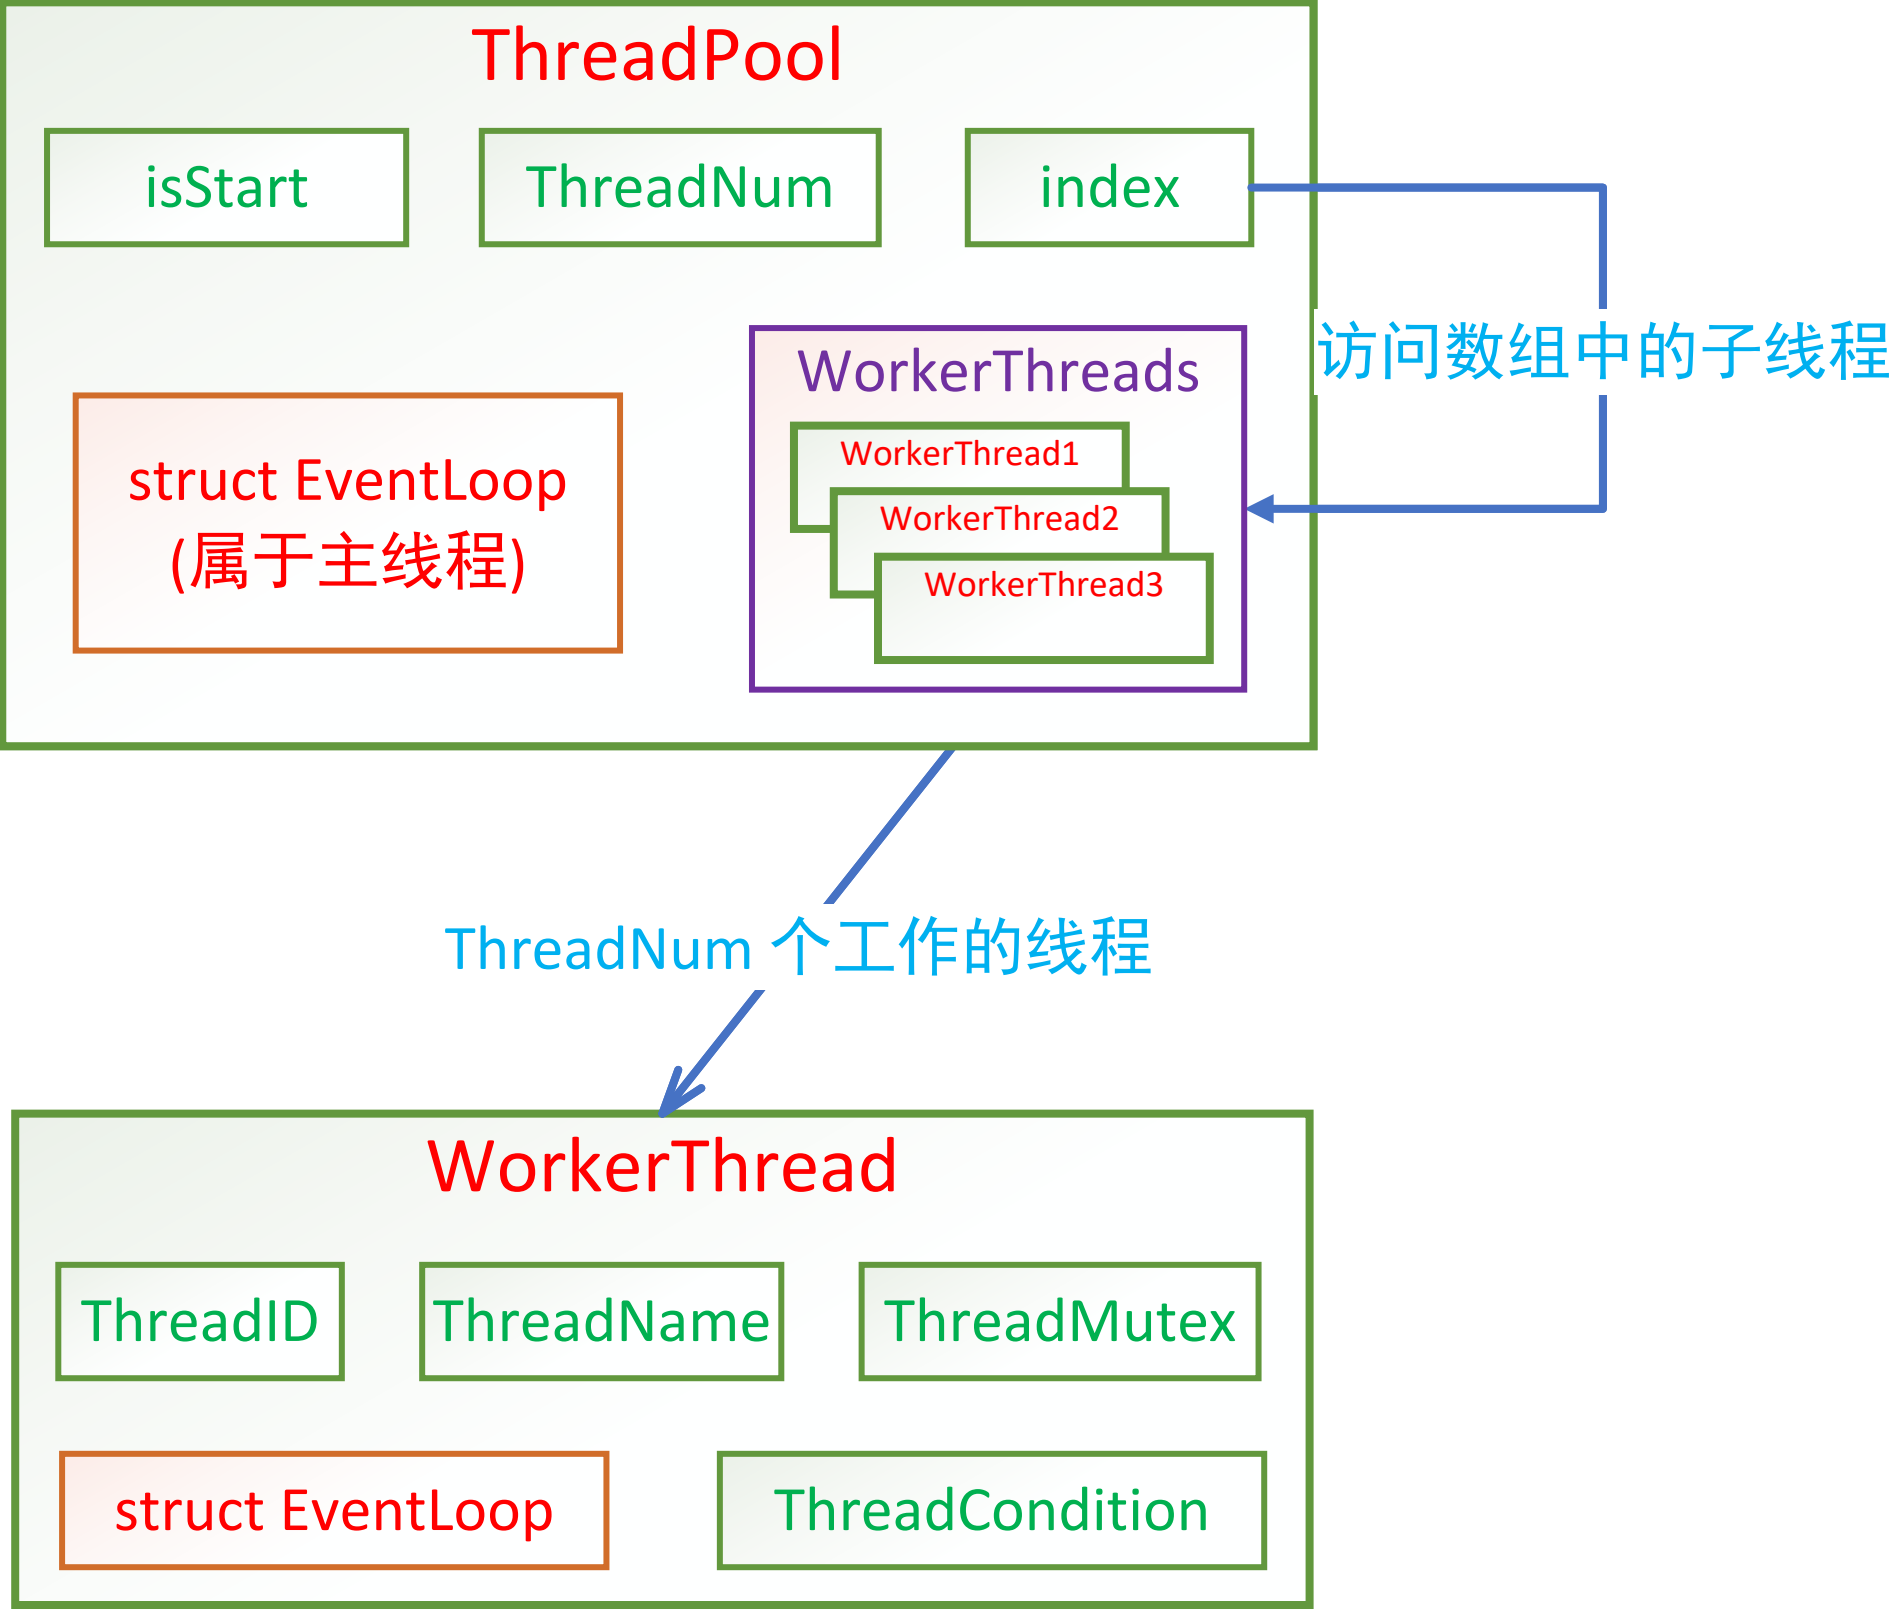 ThreadPool
isStart
ThreadNum
index
访问数组中的子线程
WorkerThreads
WorkerThread1
WorkerThread2
WorkerThread3
struct EventLoop
(属于主线程)
ThreadNum 个工作的线程
WorkerThread
ThreadID
ThreadName
ThreadMutex
struct EventLoop
ThreadCondition